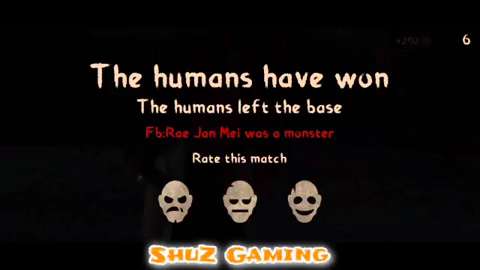 6
The humans have won
The humans left the base
Fb:Rae Jan Mei was a monster
Rate this match
SHUZ GAMING